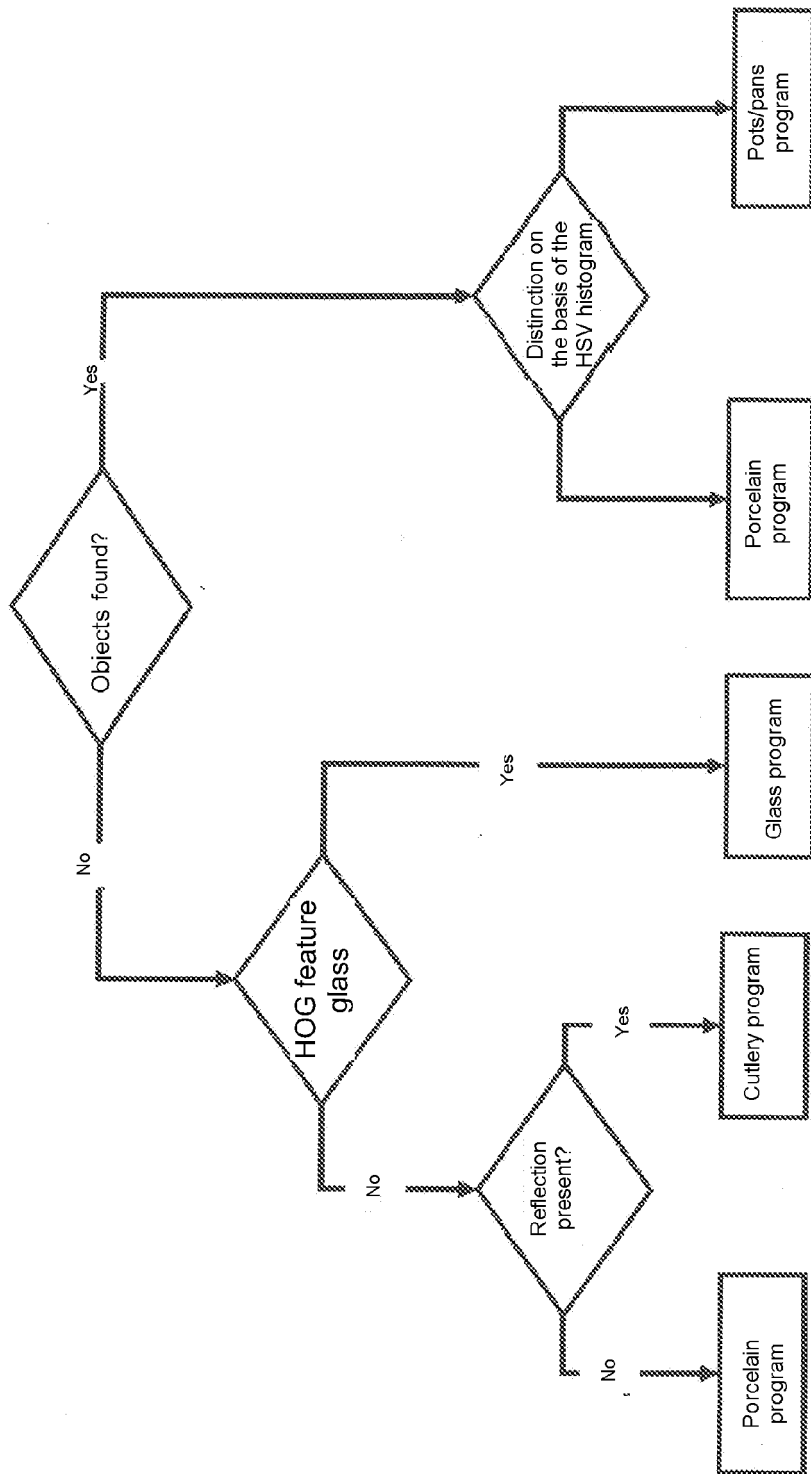 Objects found?
No
Yes
HOG feature
glass
Distinction on
the basis of the
HSV histogram
No
Yes
Reflection
present?
No
Yes
Porcelain
program
Cutlery program
Glass program
Porcelain
program
Pots/pans
program